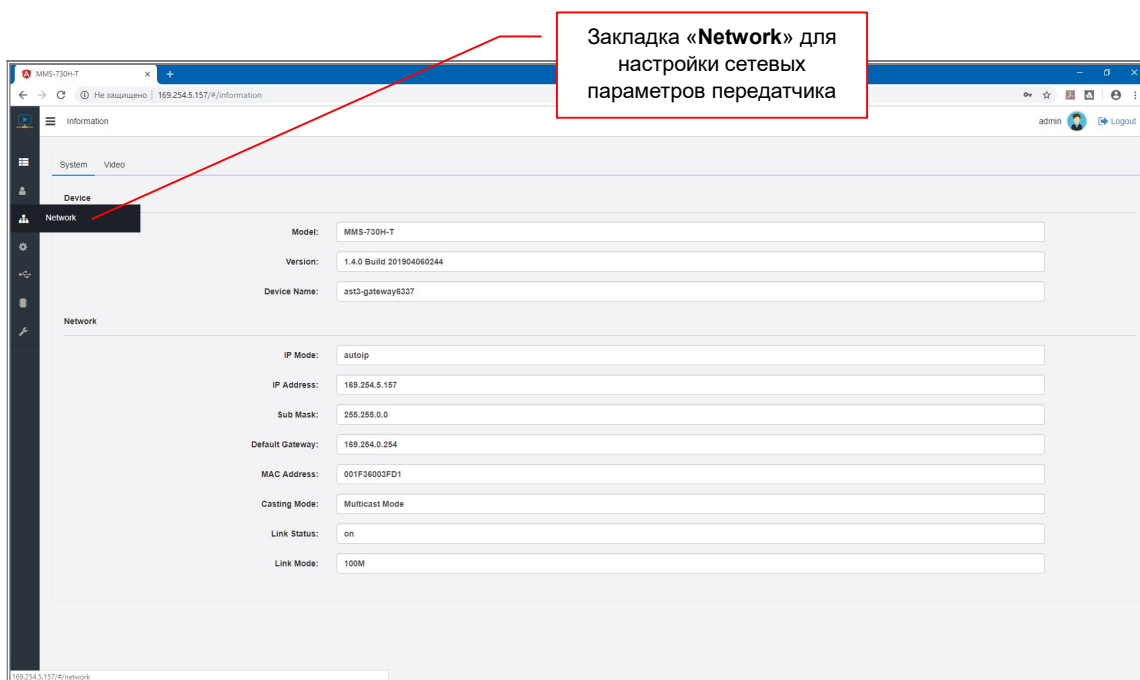 Закладка «Network» для
настройки сетевых
параметров передатчика
MMS-730H-T
Не защищено | 169.254.5.157/#/information
Information
admin
Logout
System Video
Device
Network
Model: MMS-730H-T
Version: 1.4.0 Build 201904060244
Device Name: ast3-gateway6337
Network
IP Mode: autoip
IP Address: 169.254.5.157
Sub Mask: 255.255.0.0
Default Gateway: 169.254.0.254
MAC Address: 001F36003FD1
Casting Mode: Multicast Mode
Link Status: on
Link Mode: 100M
169.254.5.157/#/network